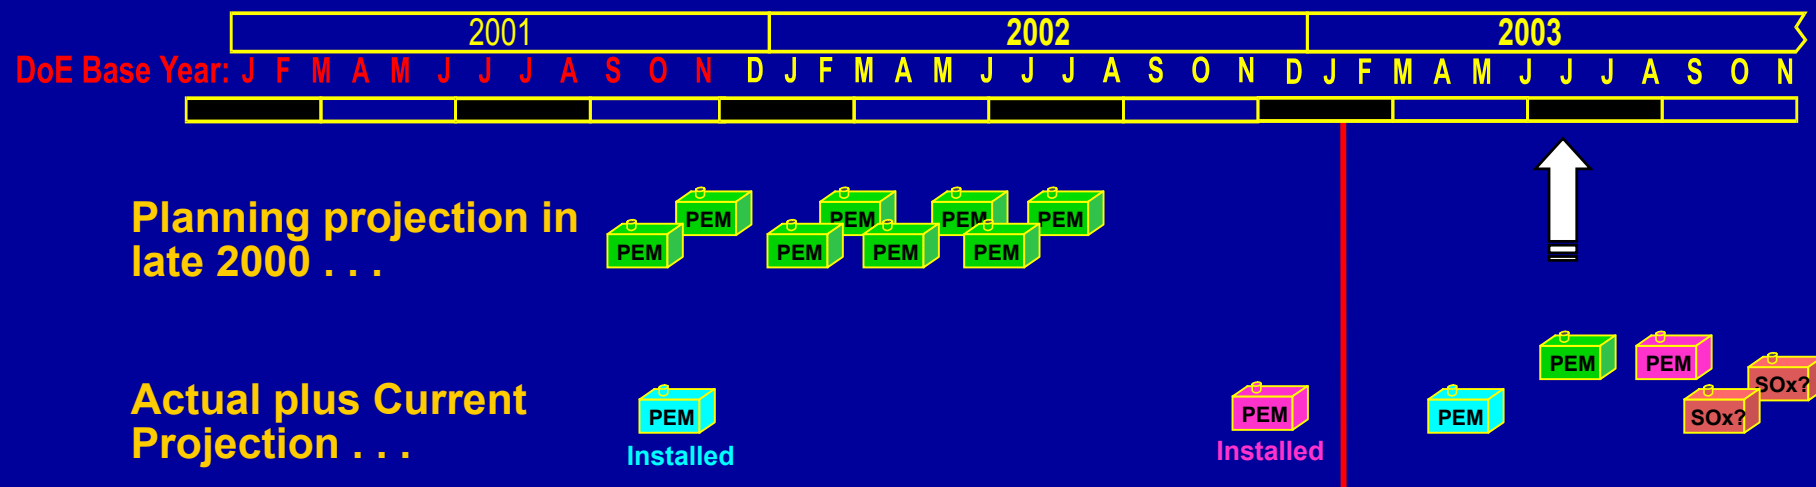 2001 2002 2003
DoE Base Year: J F M A M J J J A S O N D J F M A M J J J A S O N D J F M A M J J J A S O N
Planning projection in
late 2000 . . .
PEM PEM PEM PEM
PEM PEM PEM PEM
Actual plus Current
Projection . . .
PEM
Installed
PEM
Installed
PEM
PEM
PEM
SOx?
SOx?